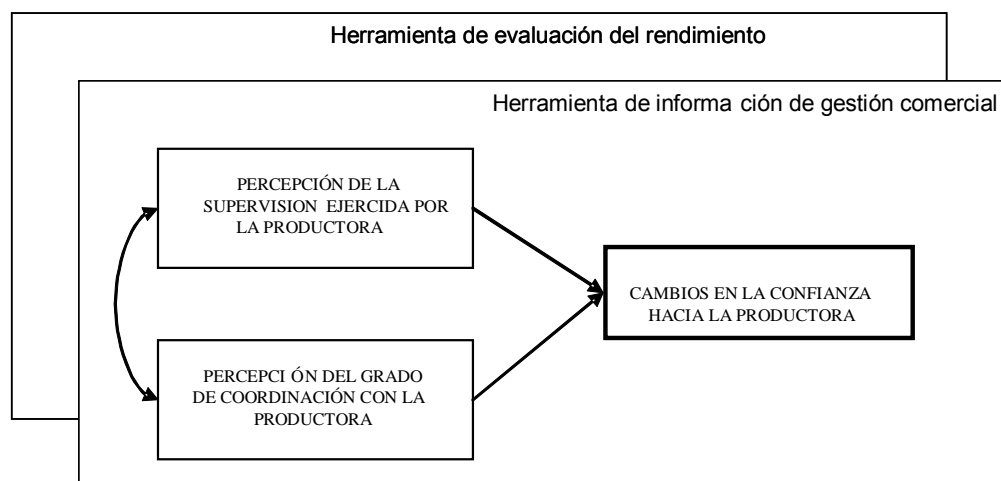 Herramienta de evaluación del rendimiento
Herramienta de informa ción de gestión comercial
PERCEPCIÓN DE LA
SUPERVISION EJERCIDA POR
LA PRODUCTORA
CAMBIOS EN LA CONFIANZA
HACIA LA PRODUCTORA
PERCEPCI ÓN DEL GRADO
DE COORDINACIÓN CON LA
PRODUCTORA